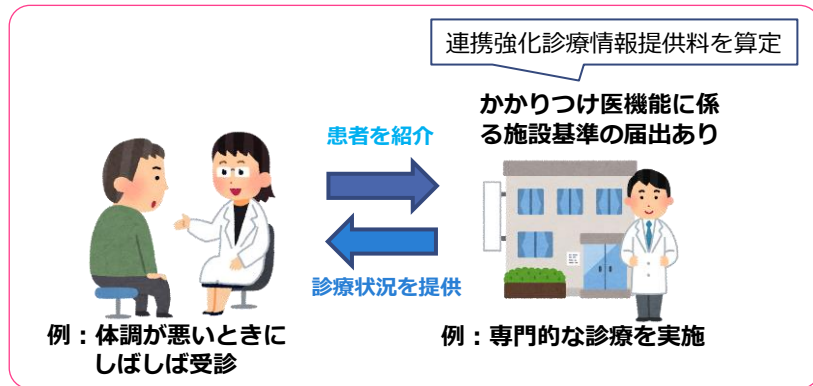 連携強化診療情報提供料を算定
かかりつけ医機能に係
る施設基準の届出あり
患者を紹介
診療状況を提供
例：体調が悪いときに
しばしば受診
例：専門的な診療を実施